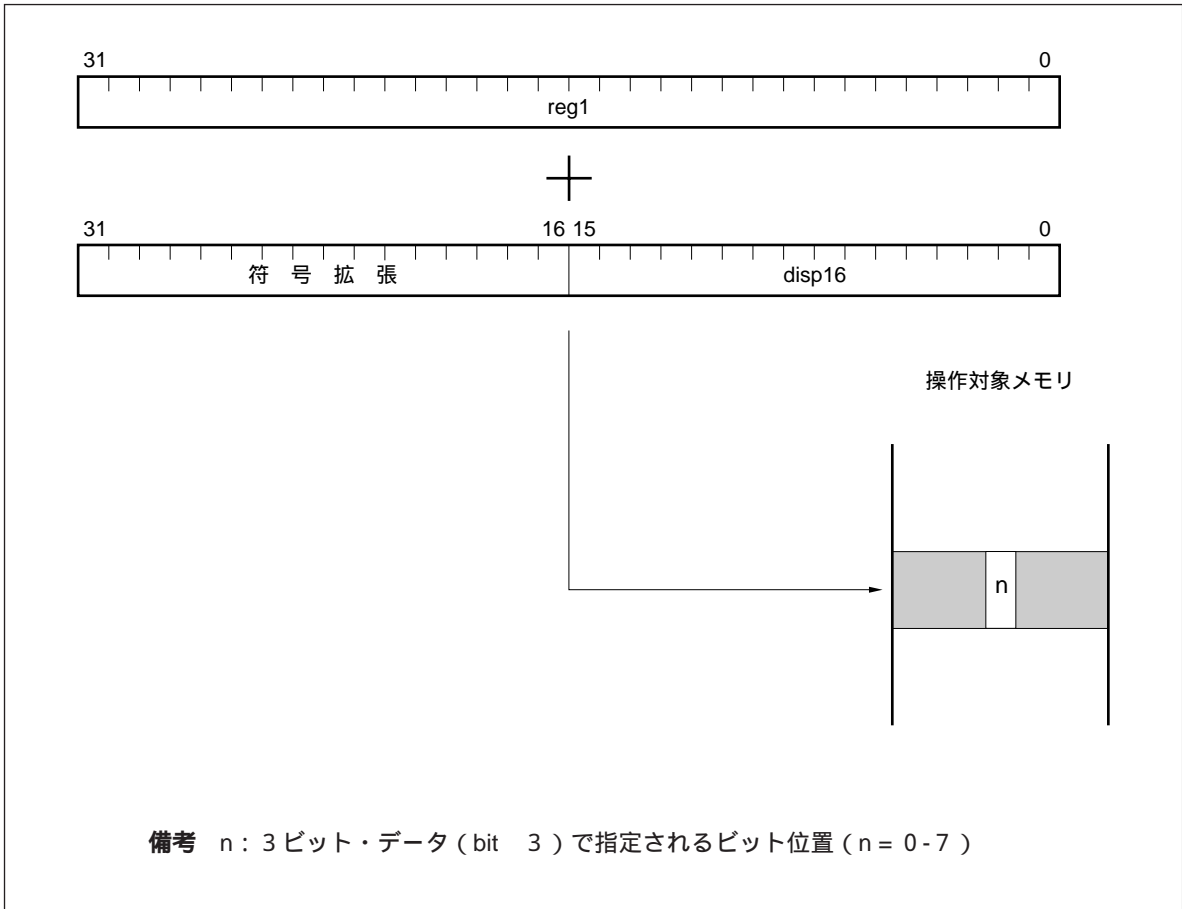 31 0
reg1
31 16 15 0
符 号 拡 張 disp16
操作対象メモリ
n
備考 n：3ビット・データ（bit 3）で指定されるビット位置（n = 0 - 7）